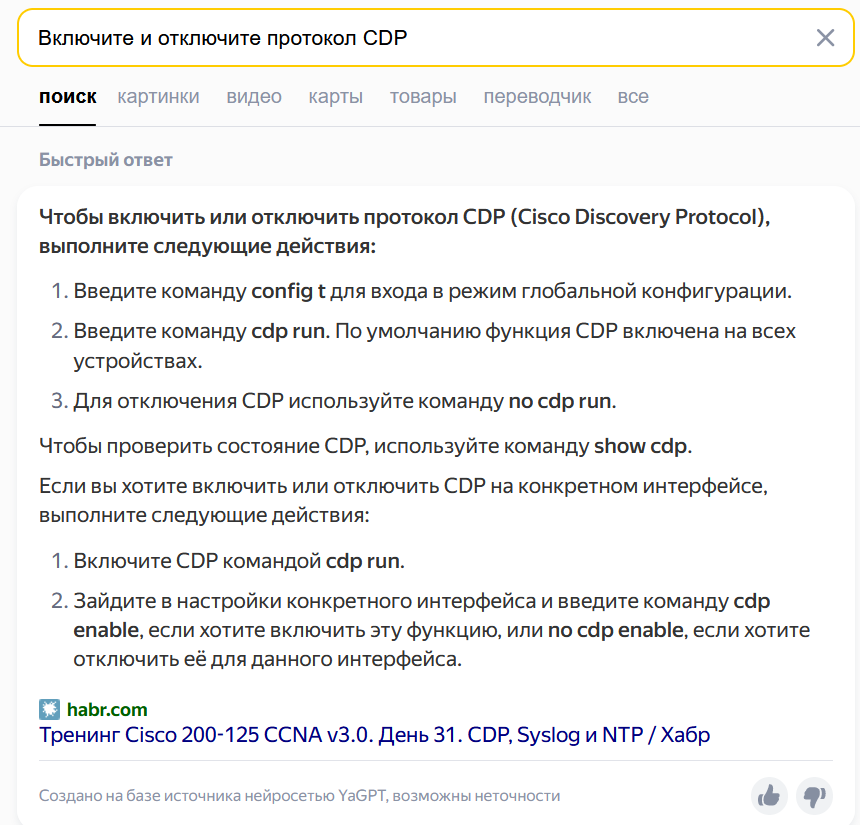 Включите и отключите протокол CDP
поиск картинки видео карты товары переводчик все
Быстрый ответ
Чтобы включить или отключить протокол CDP (Cisco Discovery Protocol),
выполните следующие действия:
1. Введите команду config t для входа в режим глобальной конфигурации.
2. Введите команду cdp run. По умолчанию функция CDP включена на всех
устройствах.
3. Для отключения CDP используйте команду no cdp run.
Чтобы проверить состояние CDP, используйте команду show cdp.
Если вы хотите включить или отключить CDP на конкретном интерфейсе,
выполните следующие действия:
1. Включите CDP командой cdp run.
2. Зайдите в настройки конкретного интерфейса и введите команду cdp
enable, если хотите включить эту функцию, или no cdp enable, если хотите
отключить её для данного интерфейса.
habr.com
Тренинг Cisco 200-125 CCNA v3.0. День 31. CDP, Syslog и NTP / Хабр
Создано на базе источника нейросетью YaGPT, возможны неточности